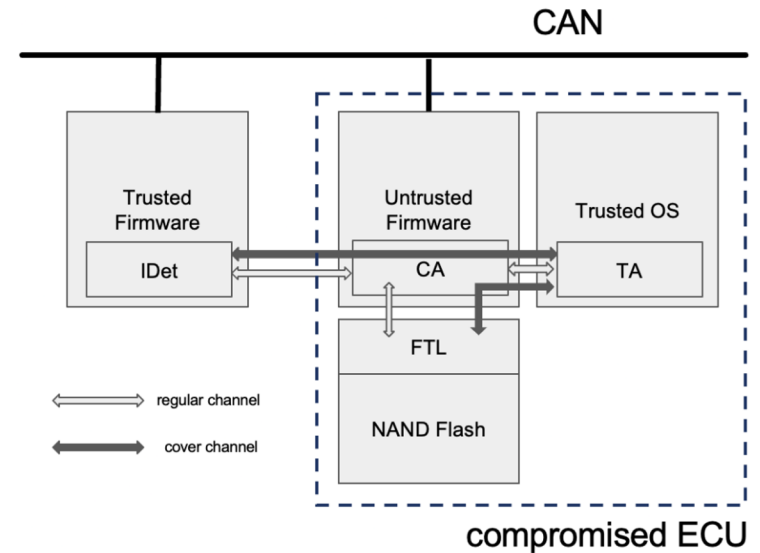 CAN
Trusted
Firmware
IDet
Untrusted
Firmware
CA
Trusted OS
TA
FTL
NAND Flash
regular channel
cover channel
compromised ECU